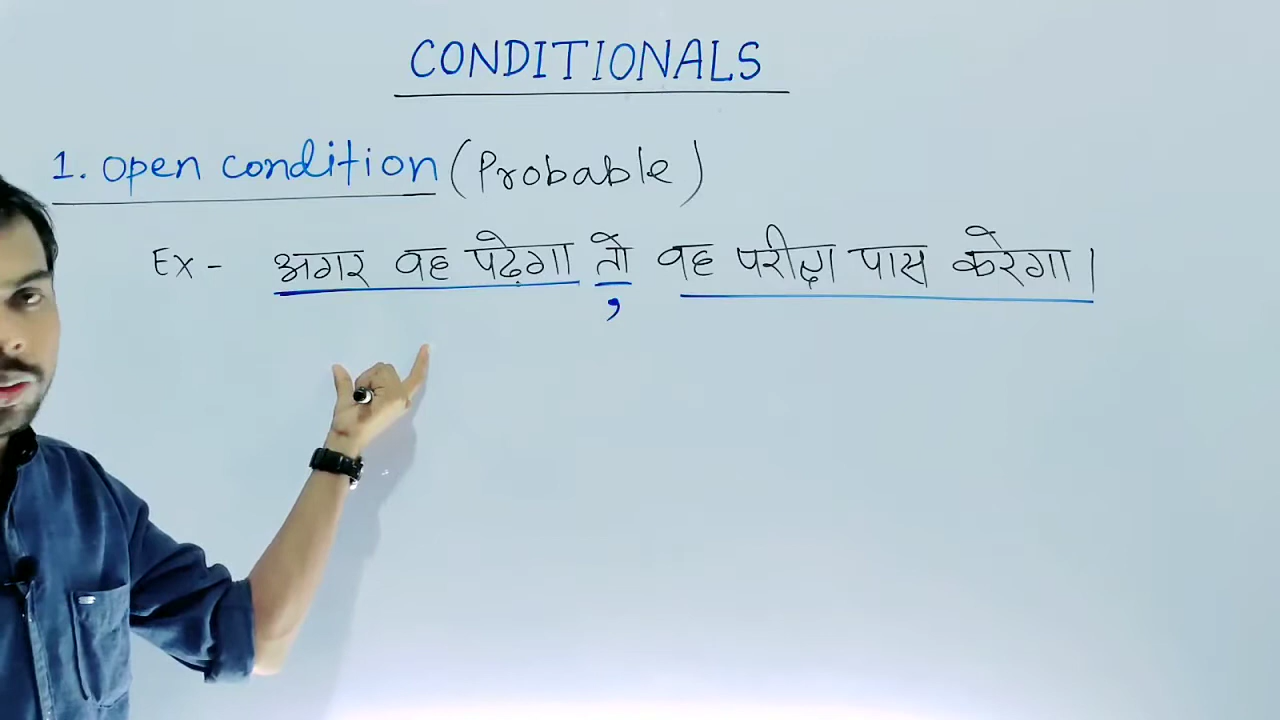 CONDITIONALS
1. Open condition (Probable)
Ex - अगर वह पढ़ेगा तो वह परीक्षा पास करेगा।
,